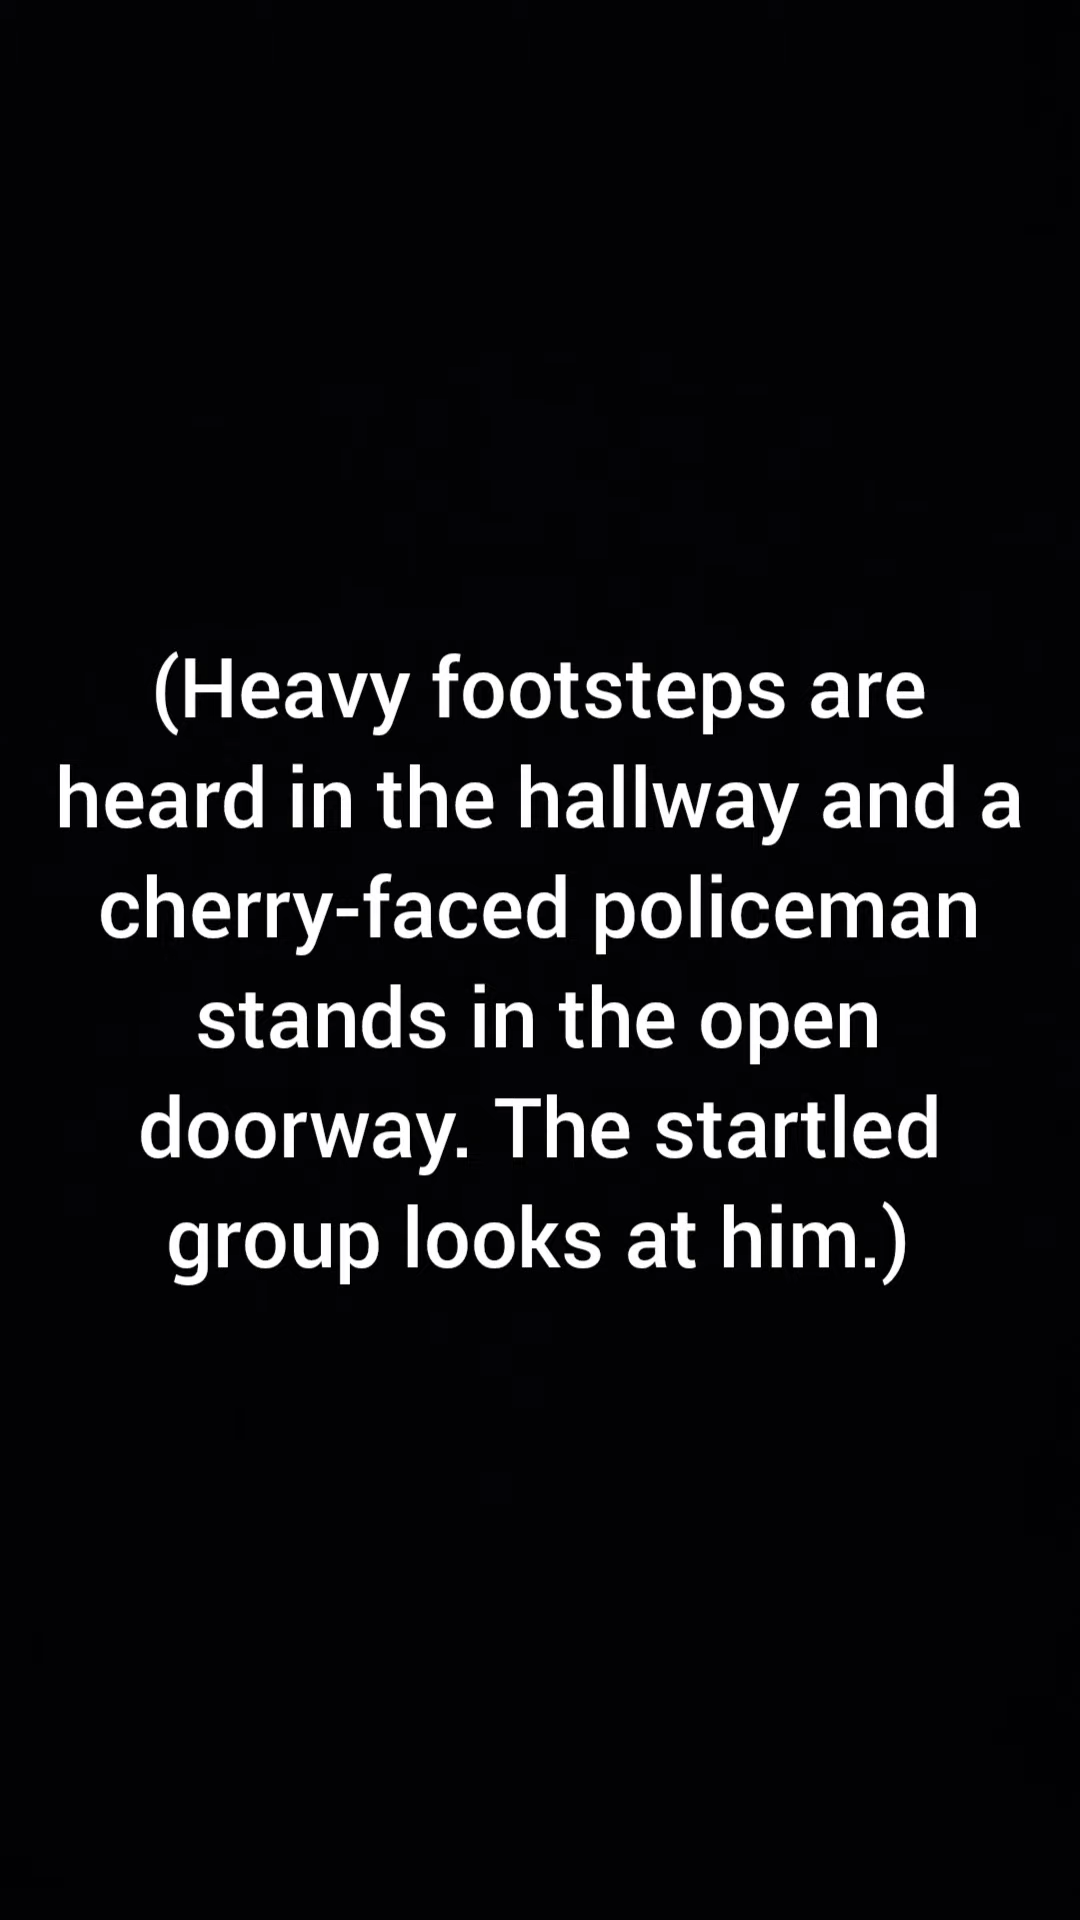 (Heavy footsteps are
heard in the hallway and a
cherry-faced policeman
stands in the open
doorway. The startled
group looks at him.)